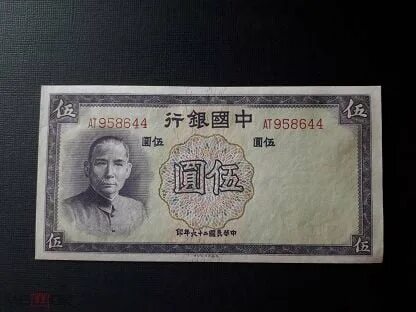 伍 伍
中國銀行
AT958644 AT958644
伍圓 伍圓
伍圓
中華民國二十六年印
伍 伍